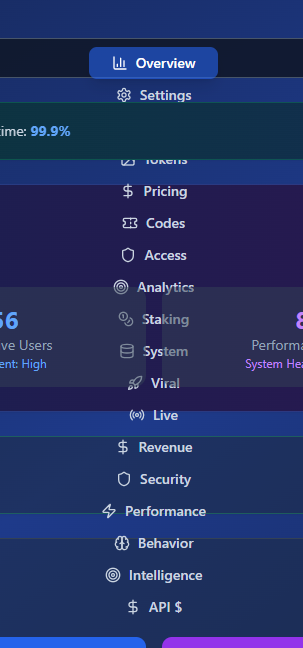 Overview
Settings
ime: 99.9%
Tokens
Pricing
Codes
Access
Analytics
56
8
Staking
ve Users
Performa
System
ent: High
System Hea
Viral
Live
Revenue
Security
Performance
Behavior
Intelligence
API $